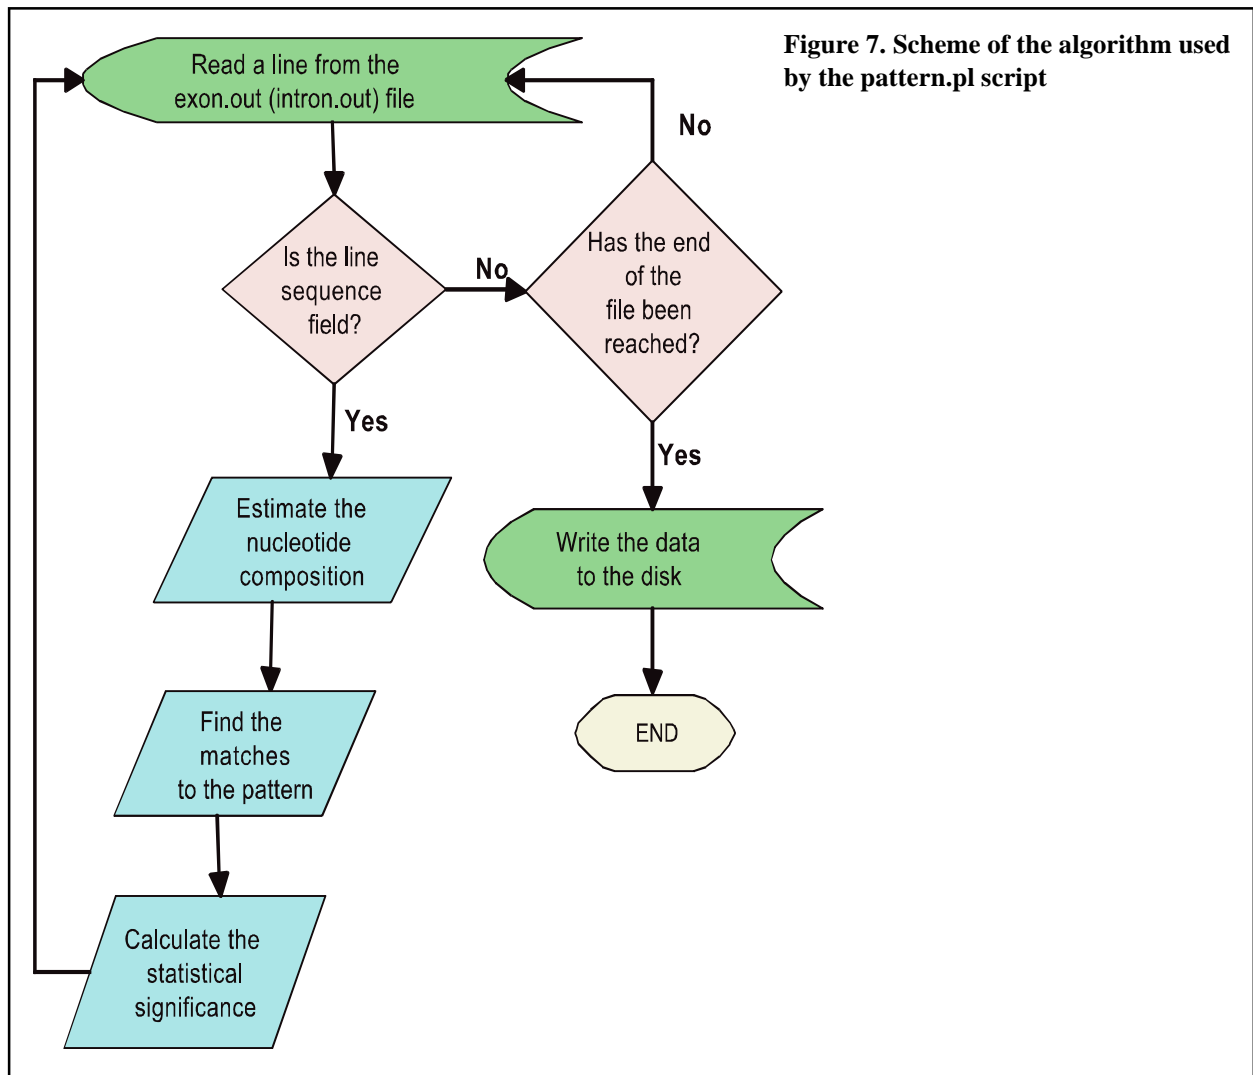 Figure 7. Scheme of the algorithm used
by the pattern.pl script
Read a line from the
exon.out (intron.out) file
No
Is the line
sequence
field?
No
Has the end
of the
file been
reached?
Yes
Yes
Estimate the
nucleotide
composition
Write the data
to the disk
Find the
matches
to the pattern
END
Calculate the
statistical
significance